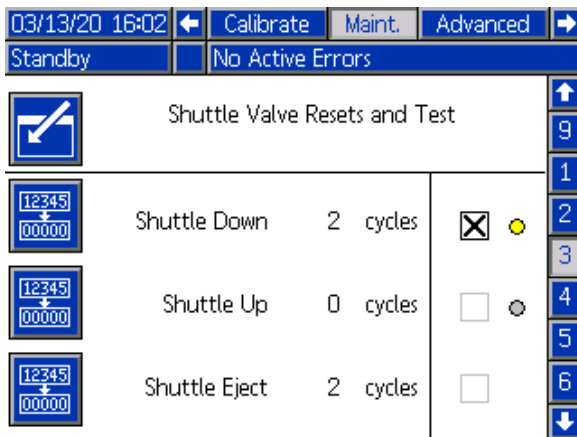 03/13/20 16:02 Calibrate Maint. Advanced
Standby No Active Errors
Shuttle Valve Resets and Test
9
1
12345
00000
Shuttle Down 2 cycles
2
3
12345
00000
Shuttle Up 0 cycles
4
5
12345
00000
Shuttle Eject 2 cycles
6